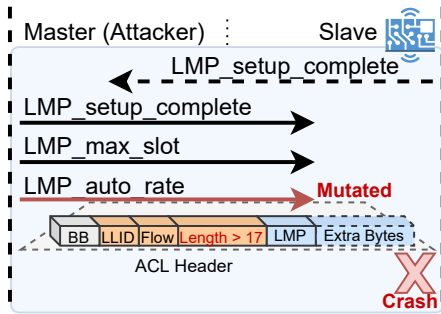 Master (Attacker) Slave
LMP_setup_complete
LMP_setup_complete
LMP_max_slot
LMP_auto_rate Mutated
BB LLID Flow Length > 17 LMP Extra Bytes
ACL Header
Crash